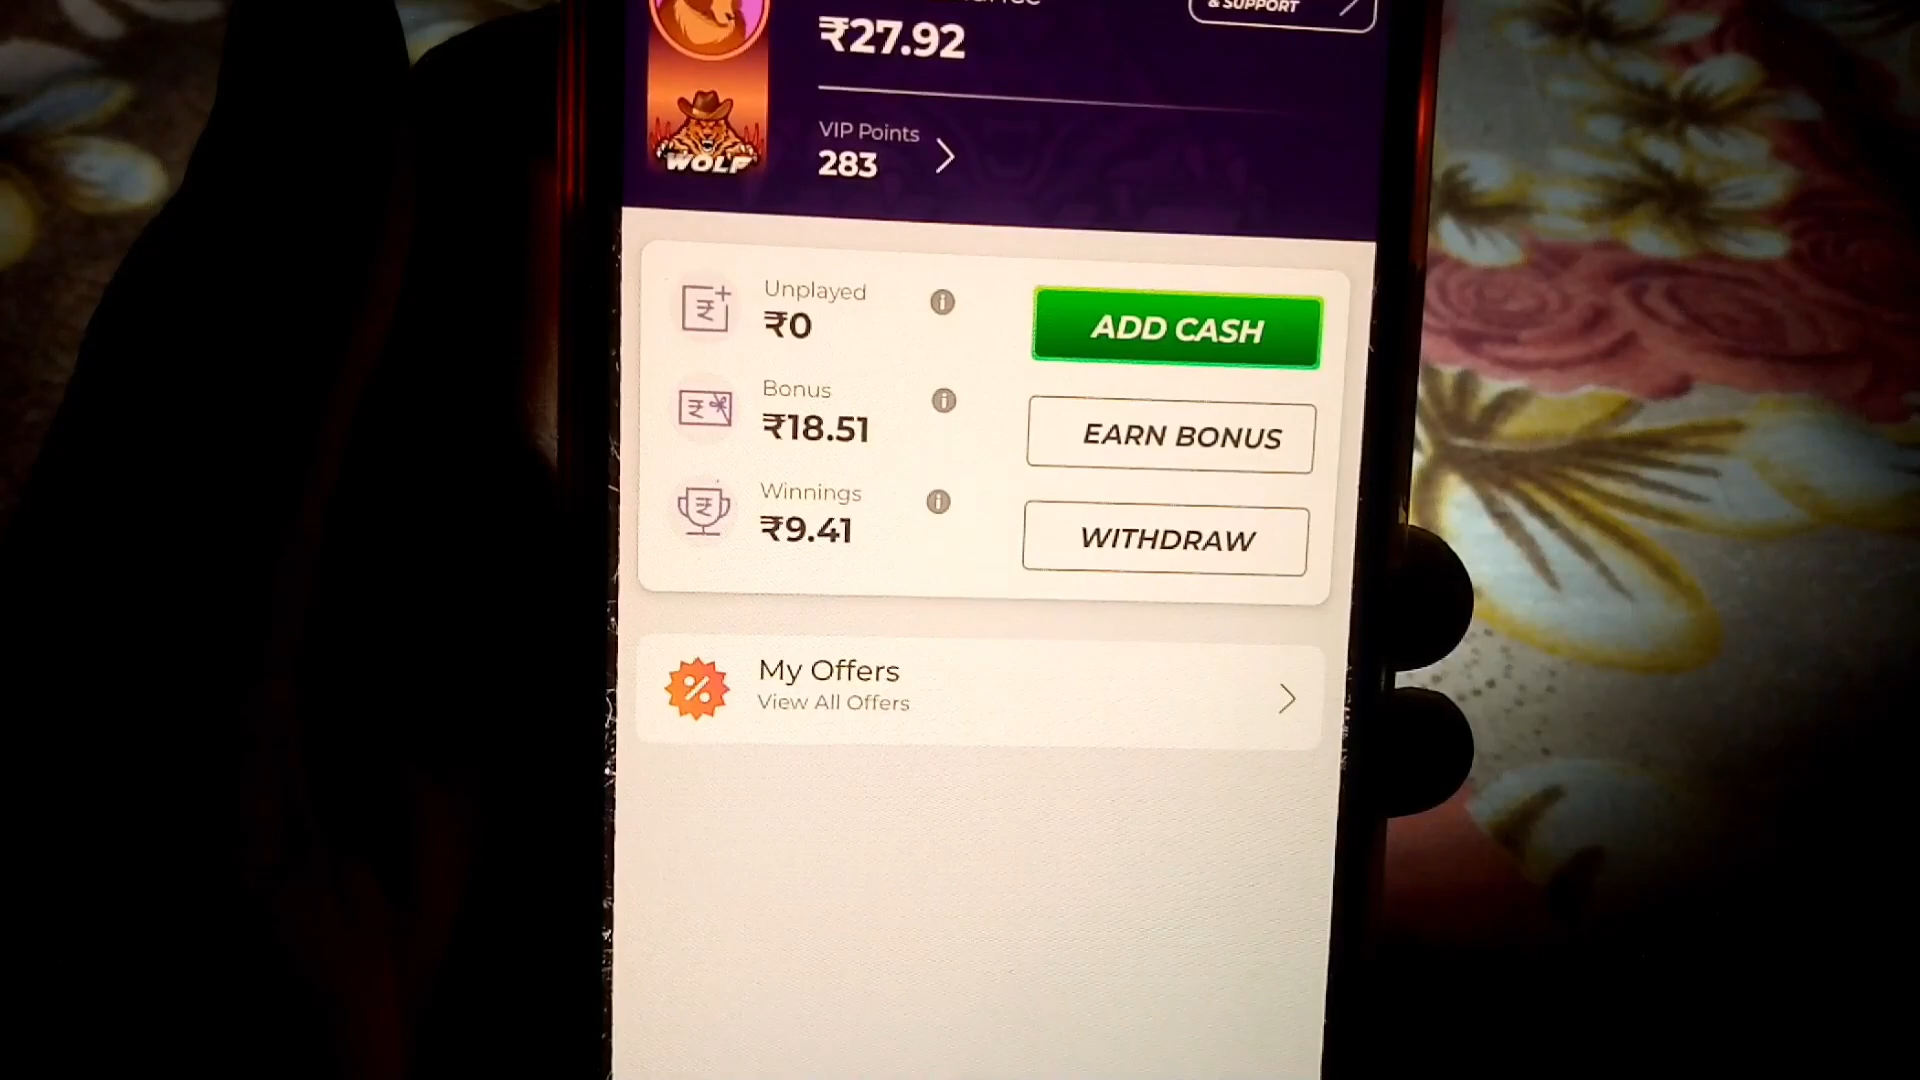 & SUPPORT
₹27.92
VIP Points
283
WOLF
Unplayed
₹0
ADD CASH
Bonus
₹18.51
EARN BONUS
Winnings
₹9.41
WITHDRAW
My Offers
View All Offers